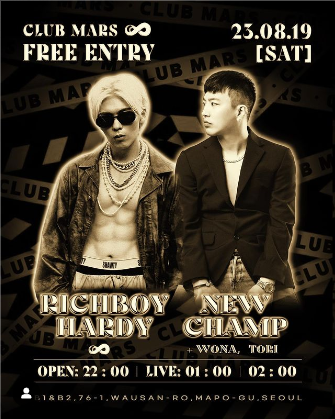 CLUB MARS
FREE ENTRY
23.08.19
[SAT]
RICHBOY
HARDY
NEW
CHAMP
+ WONA, TORI
OPEN: 22 : 00 | LIVE: 01 : 00 | 02 : 00
1&B2,76-1,WAUSAN-RO,MAPO-GU,SEOUL